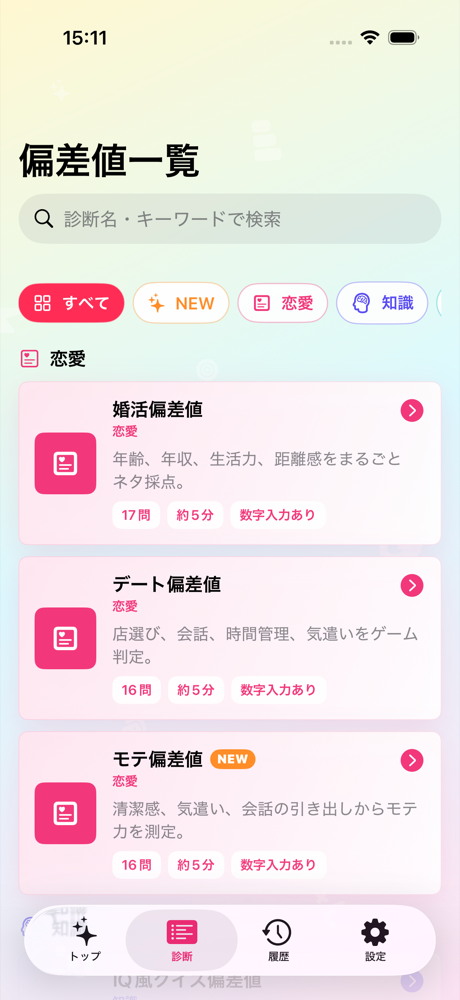 15:11
偏差値一覧
診断名・キーワードで検索
すべて
NEW
恋愛
知識
恋愛
婚活偏差値
恋愛
年齢、年収、生活力、距離感をまるごと
ネタ採点。
17問
約5分
数字入力あり
デート偏差値
恋愛
店選び、会話、時間管理、気遣いをゲーム
判定。
16問
約5分
数字入力あり
モテ偏差値 NEW
恋愛
清潔感、気遣い、会話の引き出しからモテ
力を測定。
16問
約5分
数字入力あり
知識
トップ
診断
履歴
設定
IQ風クイズ偏差値